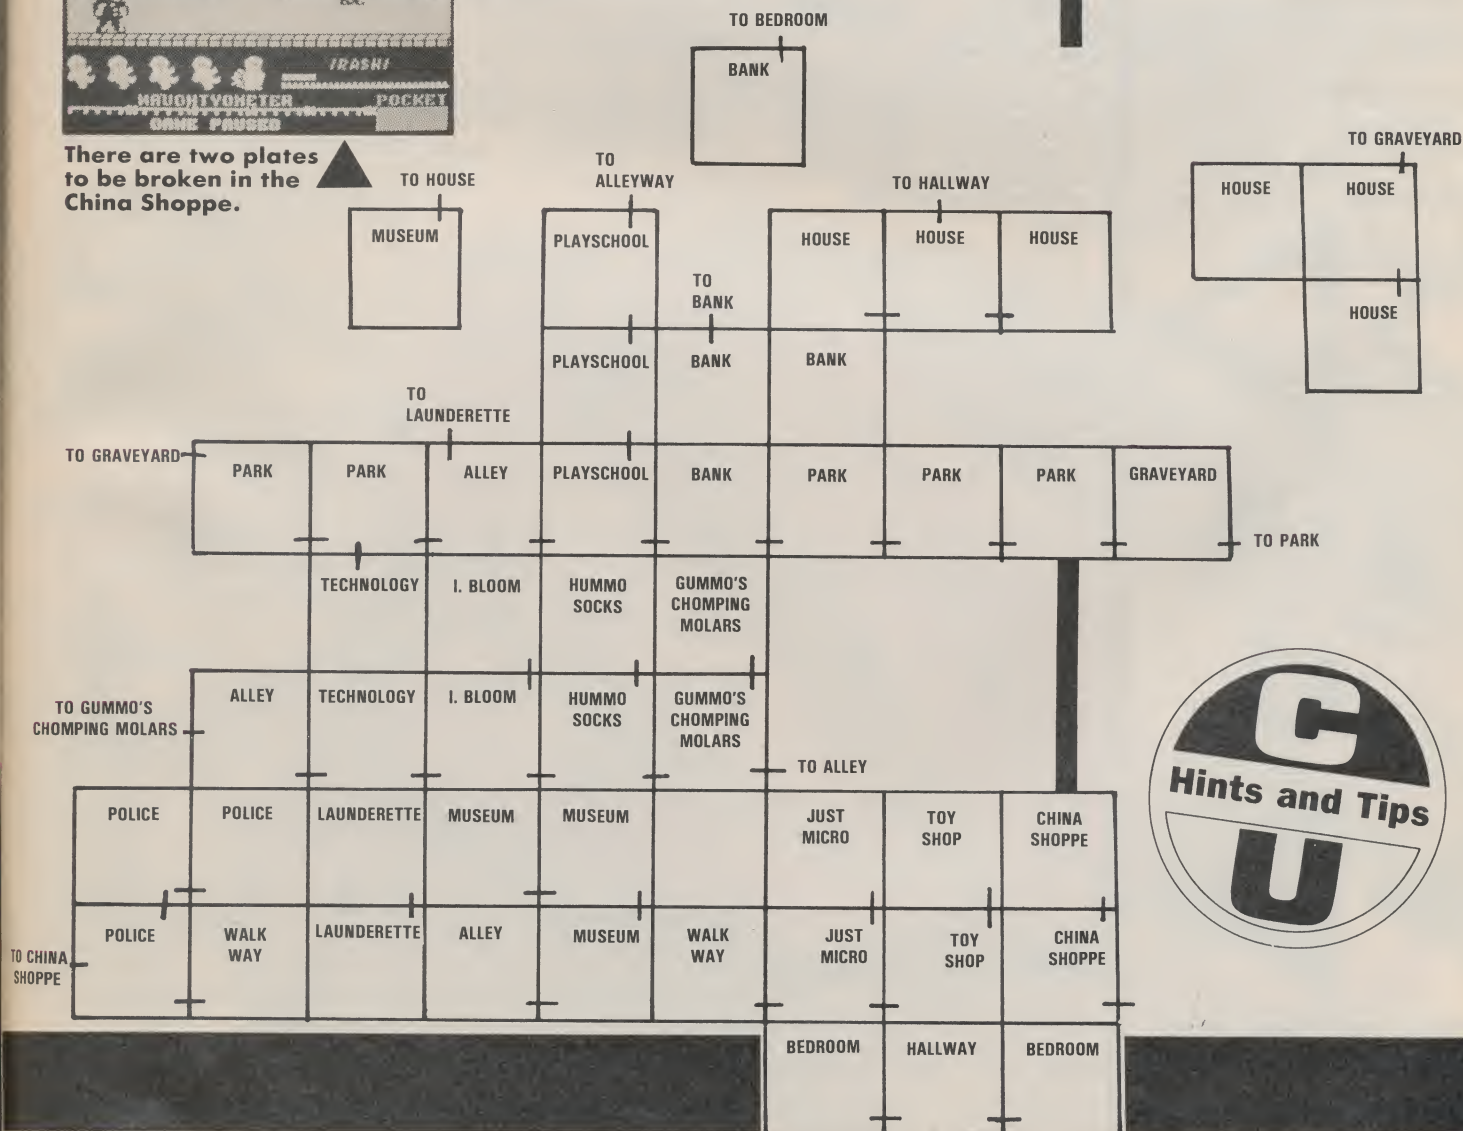 TRASH!
NAUGHTYOMETER
POCKET
GAME PAUSED
There are two plates
to be broken in the
China Shoppe.
TO BEDROOM
BANK
TO GRAVEYARD
HOUSE
HOUSE
HOUSE
TO HOUSE
MUSEUM
TO
ALLEYWAY
PLAYSCHOOL
TO
BANK
TO HALLWAY
HOUSE
HOUSE
HOUSE
PLAYSCHOOL
BANK
BANK
TO
LAUNDERETTE
TO GRAVEYARD
PARK
PARK
ALLEY
PLAYSCHOOL
BANK
PARK
PARK
PARK
GRAVEYARD
TO PARK
TECHNOLOGY
I. BLOOM
HUMMO
SOCKS
GUMMO'S
CHOMPING
MOLARS
TO GUMMO'S
CHOMPING MOLARS
ALLEY
TECHNOLOGY
I. BLOOM
HUMMO
SOCKS
GUMMO'S
CHOMPING
MOLARS
TO ALLEY
POLICE
POLICE
LAUNDERETTE
MUSEUM
MUSEUM
JUST
MICRO
TOY
SHOP
CHINA
SHOPPE
TO CHINA
SHOPPE
POLICE
WALK
WAY
LAUNDERETTE
ALLEY
MUSEUM
WALK
WAY
JUST
MICRO
TOY
SHOP
CHINA
SHOPPE
BEDROOM
HALLWAY
BEDROOM
C
Hints and Tips
U